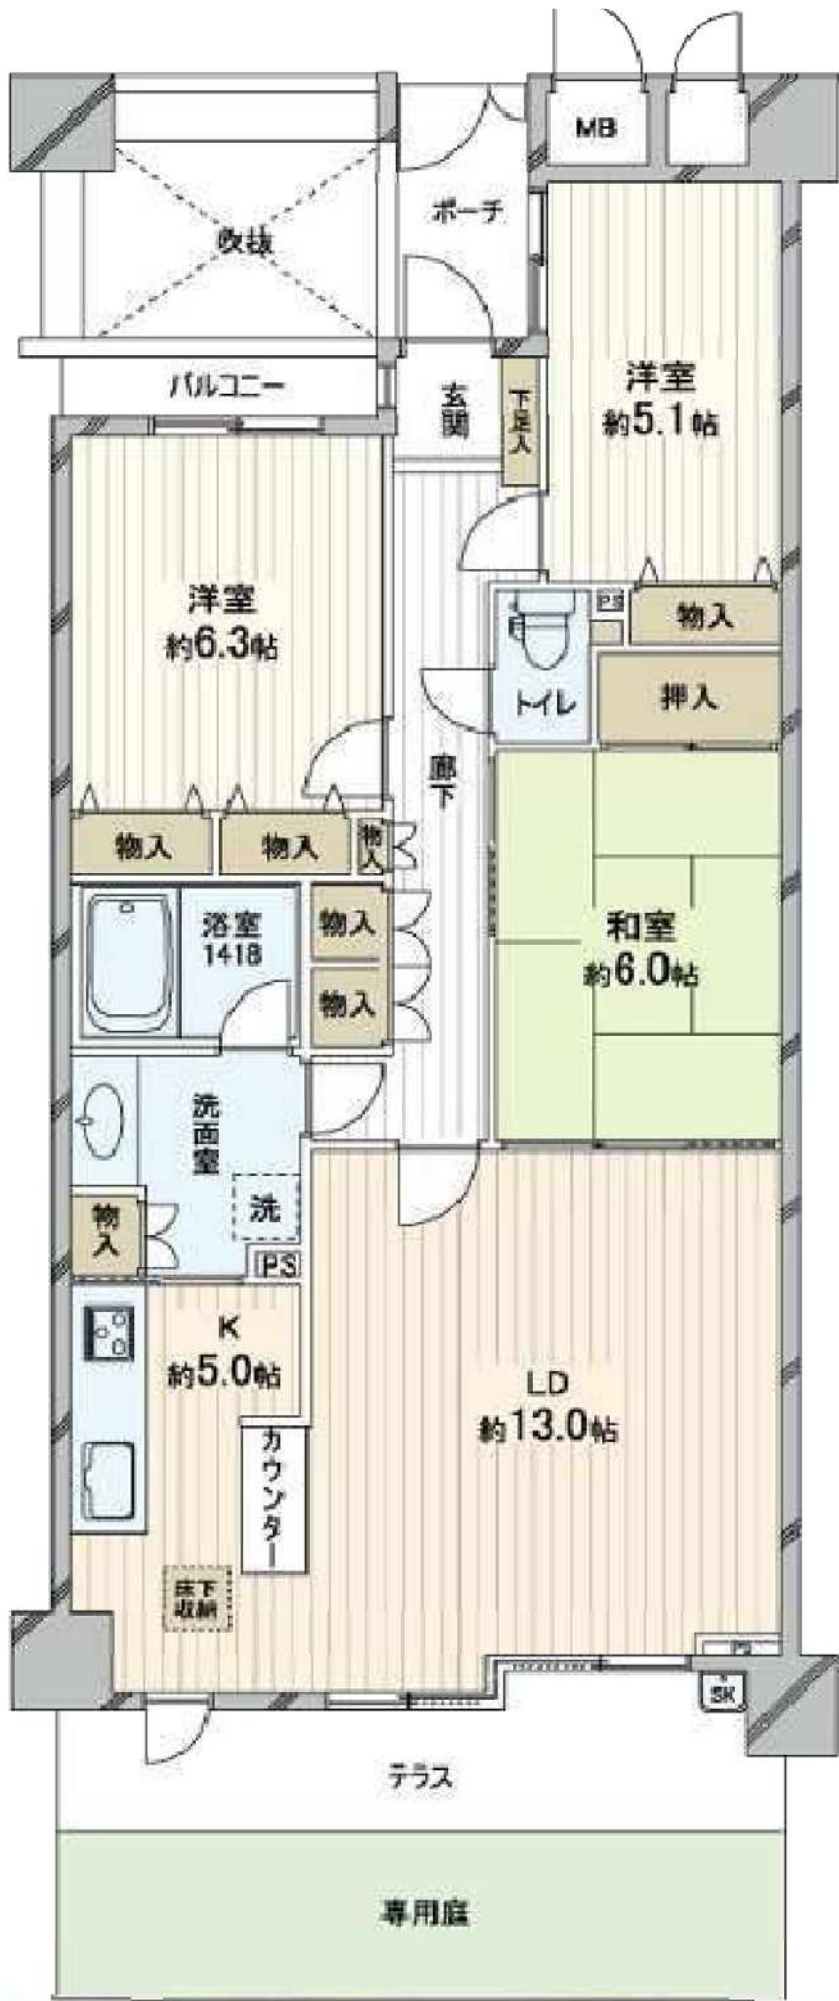 MB
ポーチ
吹抜
バルコニー
玄関
下足入
洋室
約5.1帖
洋室
約6.3帖
PS
物入
トイレ
押入
廊下
物入
物入
物入
浴室
1418
物入
物入
和室
約6.0帖
洗面室
洗
物入
PS
K
約5.0帖
LD
約13.0帖
カウンター
床下
収納
PS
SK
テラス
専用庭